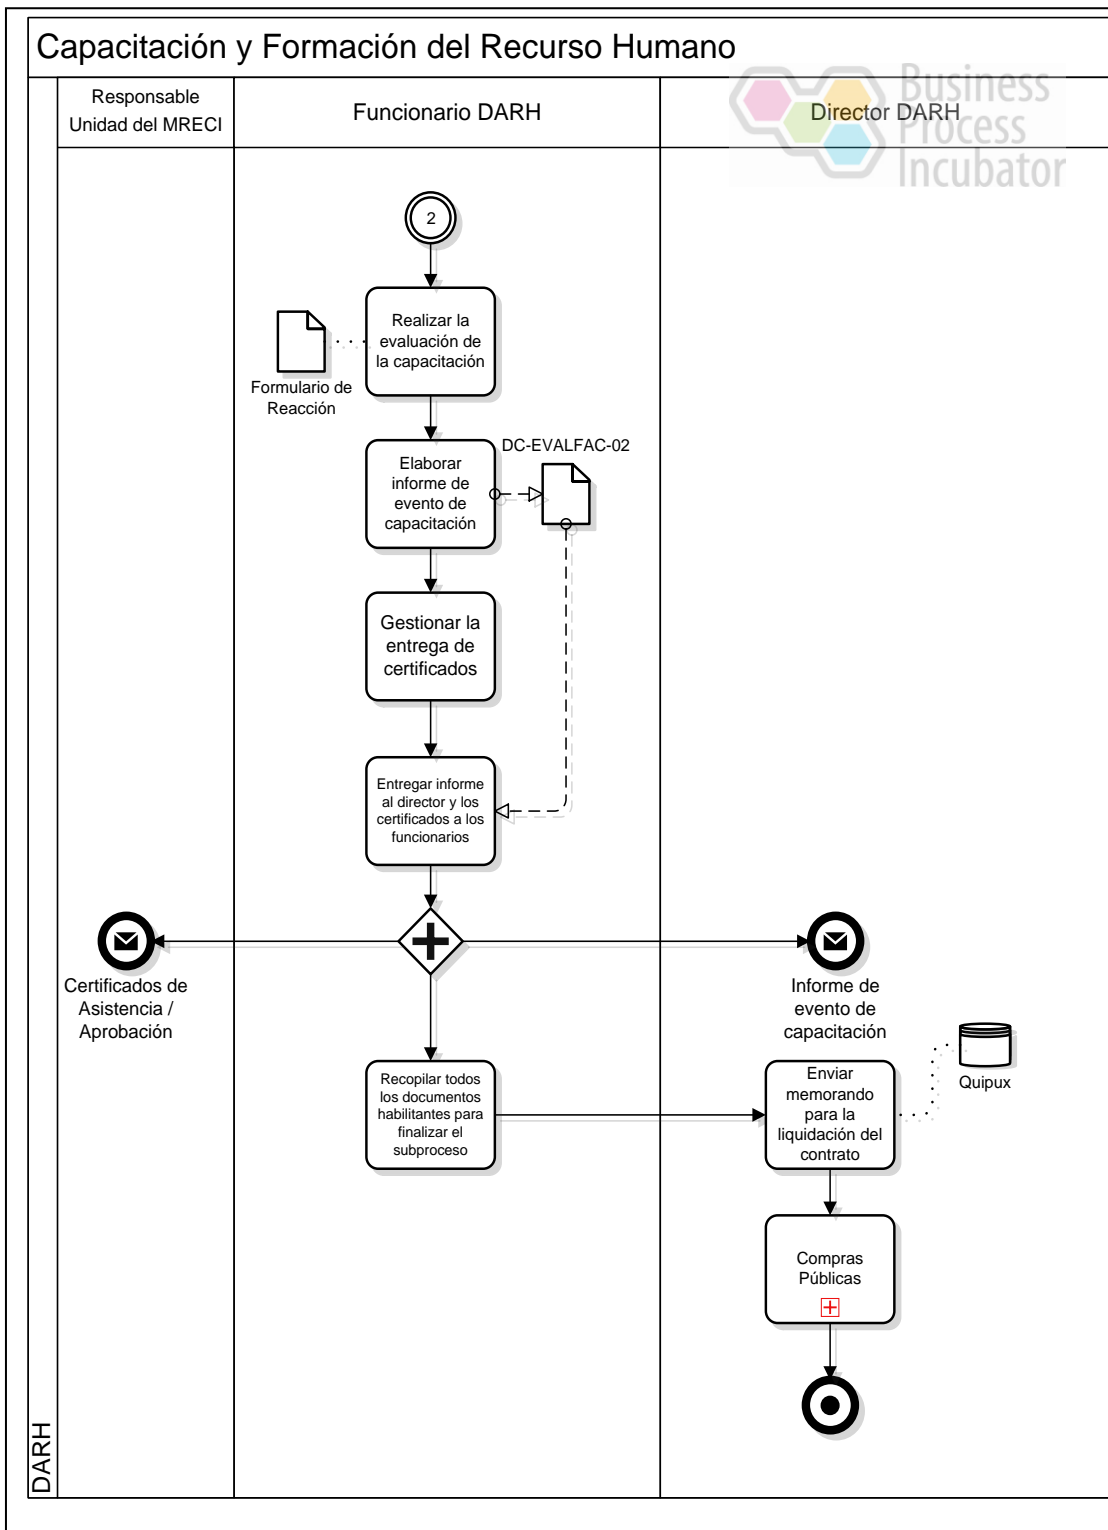 Capacitación y Formación del Recurso Humano
Business
Process
Incubator
Responsable
Unidad del MRECI
Funcionario DARH
Director DARH
2
Realizar la
evaluación de
la capacitación
Formulario de
Reacción
Elaborar
informe de
evento de
capacitación
DC-EVALFAC-02
Gestionar la
entrega de
certificados
Entregar informe
al director y los
certificados a los
funcionarios
Certificados de
Asistencia /
Aprobación
Informe de
evento de
capacitación
Recopilar todos
los documentos
habilitantes para
finalizar el
subproceso
Enviar
memorando
para la
liquidación del
contrato
Quipux
Compras
Públicas
DARH